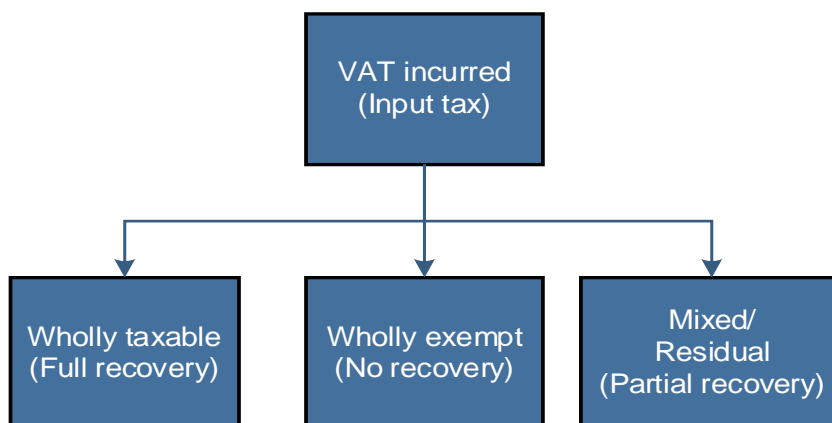 VAT incurred
(Input tax)
Wholly taxable
(Full recovery)
Wholly exempt
(No recovery)
Mixed/
Residual
(Partial recovery)